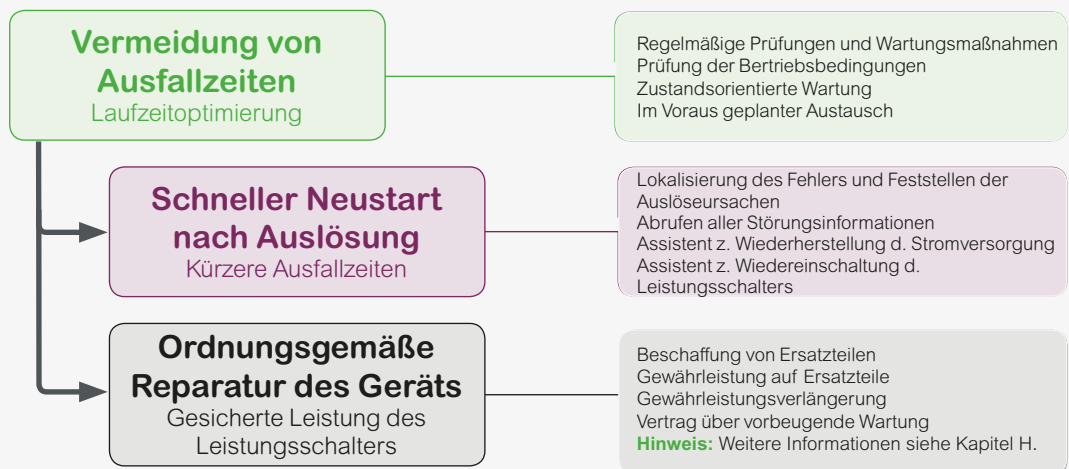 Vermeidung von
Ausfallzeiten
Laufzeitoptimierung
Regelmäßige Prüfungen und Wartungsmaßnahmen
Prüfung der Bertriebsbedingungen
Zustandsorientierte Wartung
Im Voraus geplanter Austausch
Schneller Neustart
nach Auslösung
Kürzere Ausfallzeiten
Lokalisierung des Fehlers und Feststellen der
Auslöseursachen
Abrufen aller Störungsinformationen
Assistent z. Wiederherstellung d. Stromversorgung
Assistent z. Wiedereinschaltung d.
Leistungsschalters
Ordnungsgemäße
Reparatur des Geräts
Gesicherte Leistung des
Leistungsschalters
Beschaffung von Ersatzteilen
Gewährleistung auf Ersatzteile
Gewährleistungsverlängerung
Vertrag über vorbeugende Wartung
Hinweis: Weitere Informationen siehe Kapitel H.